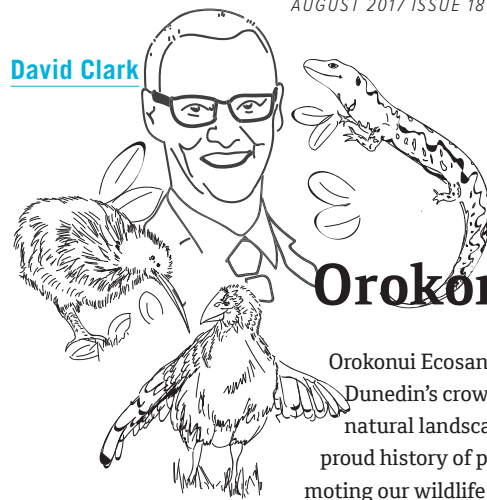 AUGUST 2017 ISSUE 18
David Clark
Orokon
Orokonui Ecosan
Dunedin's crow
natural landsca
proud history of p
moting our wildlife